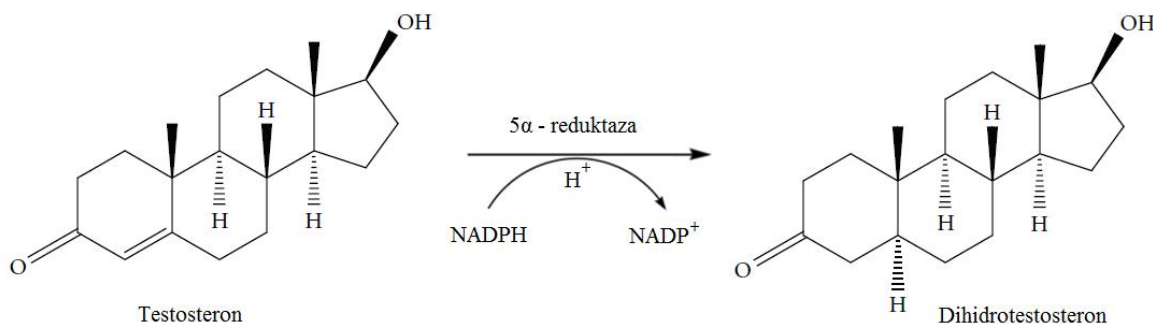 OH
H
H
H
O
Testosteron
5α - reduktaza
H⁺
NADPH
NADP⁺
OH
H
H
H
H
O
Dihidrotestosteron